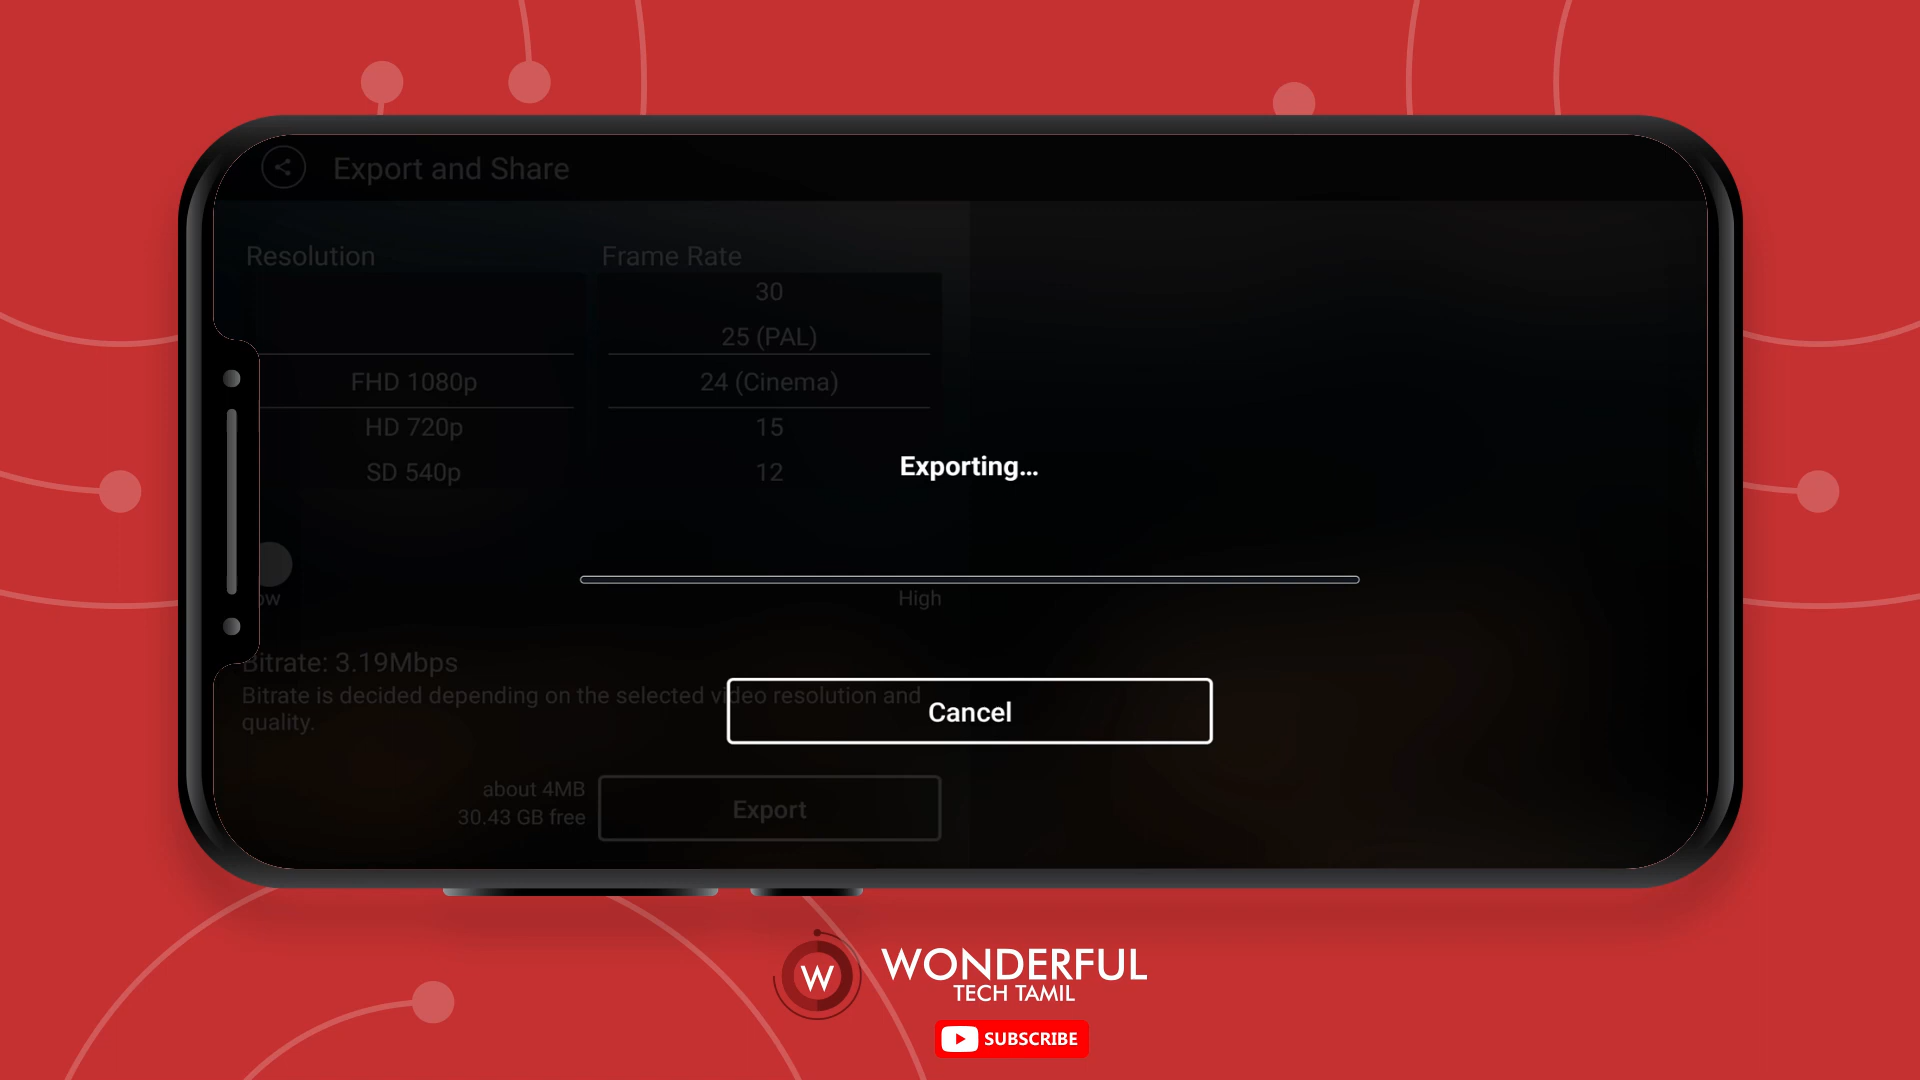 Export and Share
Resolution
Frame Rate
30
25 (PAL)
FHD 1080p
24 (Cinema)
HD 720p
15
SD 540p
12
Exporting...
High
Bitrate: 3.19Mbps
Bitrate is decided depending on the selected video resolution and
quality.
Cancel
about 4MB
30.43 GB free
Export
W
WONDERFUL
TECH TAMIL
SUBSCRIBE